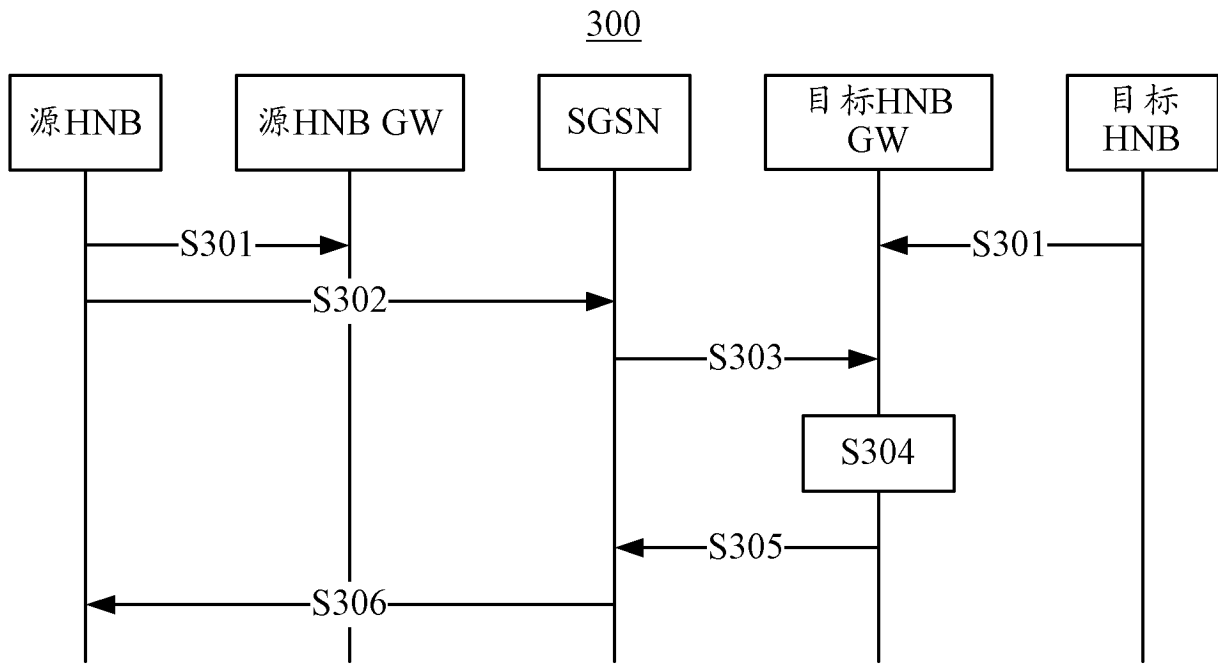 300
源HNB
源HNB GW
SGSN
目标HNB
GW
目标
HNB
S301
S301
S302
S303
S304
S305
S306